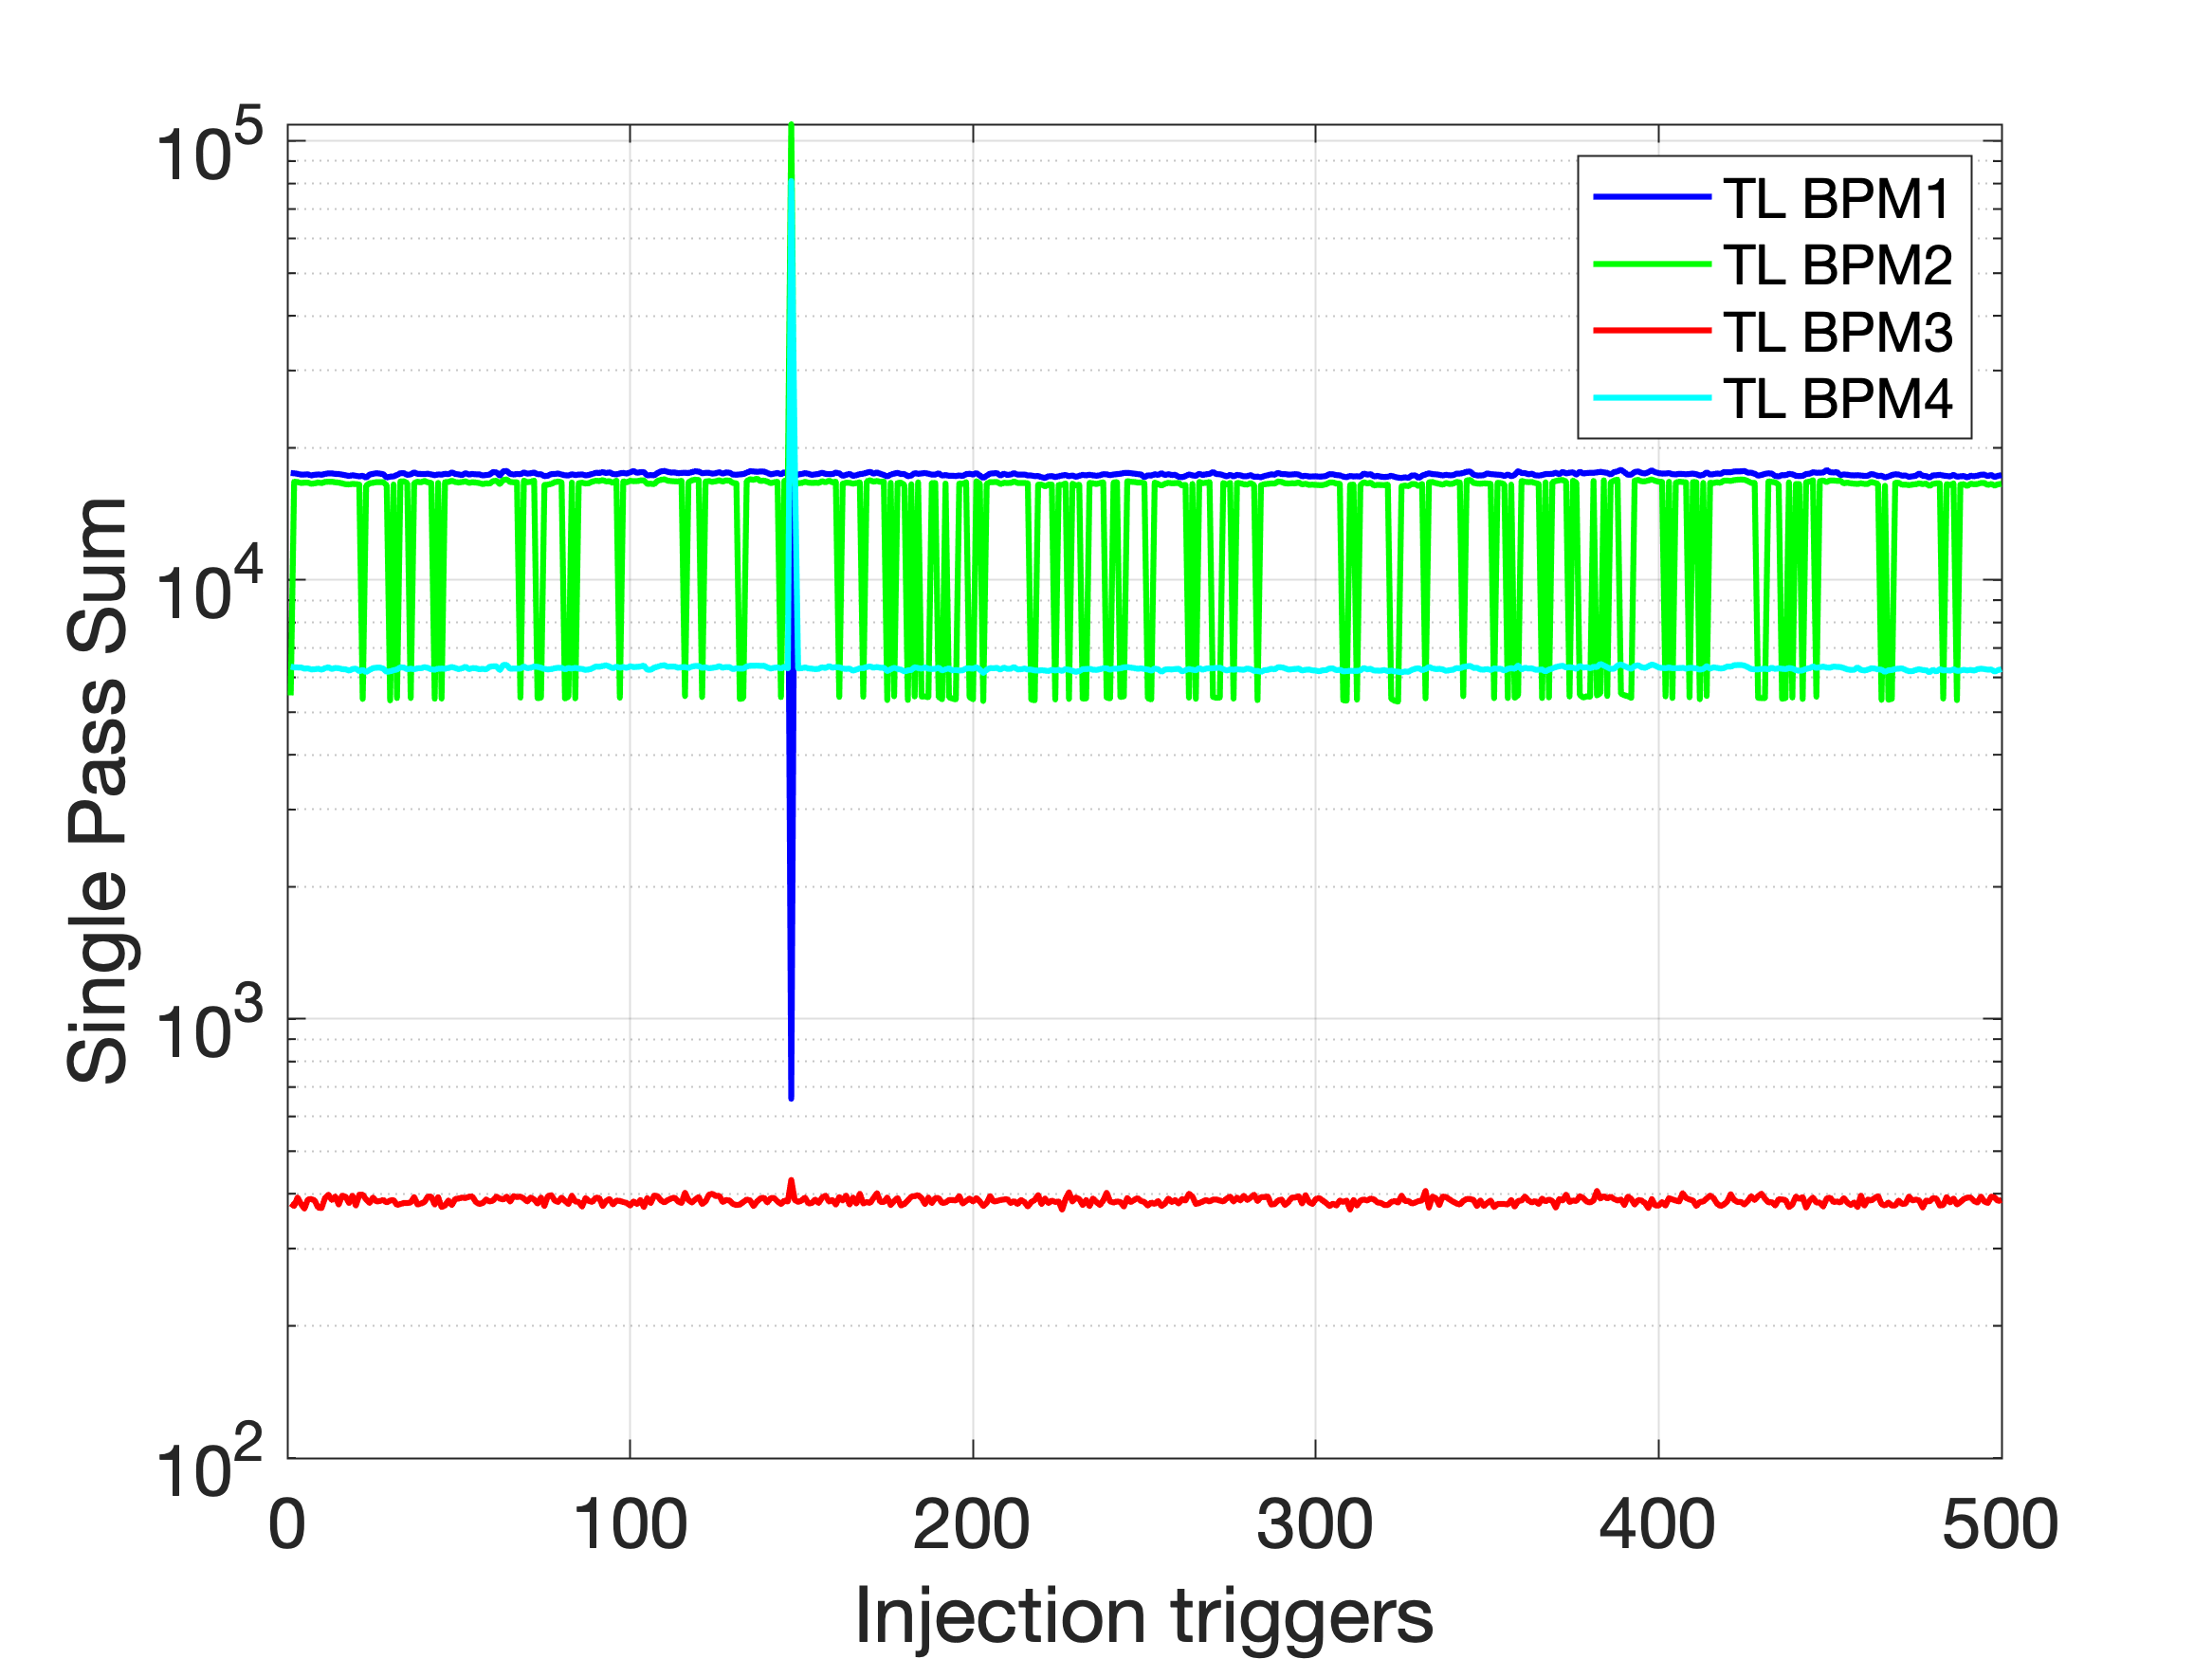 10^5
10^4
10^3
10^2
0 100 200 300 400 500
Single Pass Sum
Injection triggers
TL BPM1
TL BPM2
TL BPM3
TL BPM4